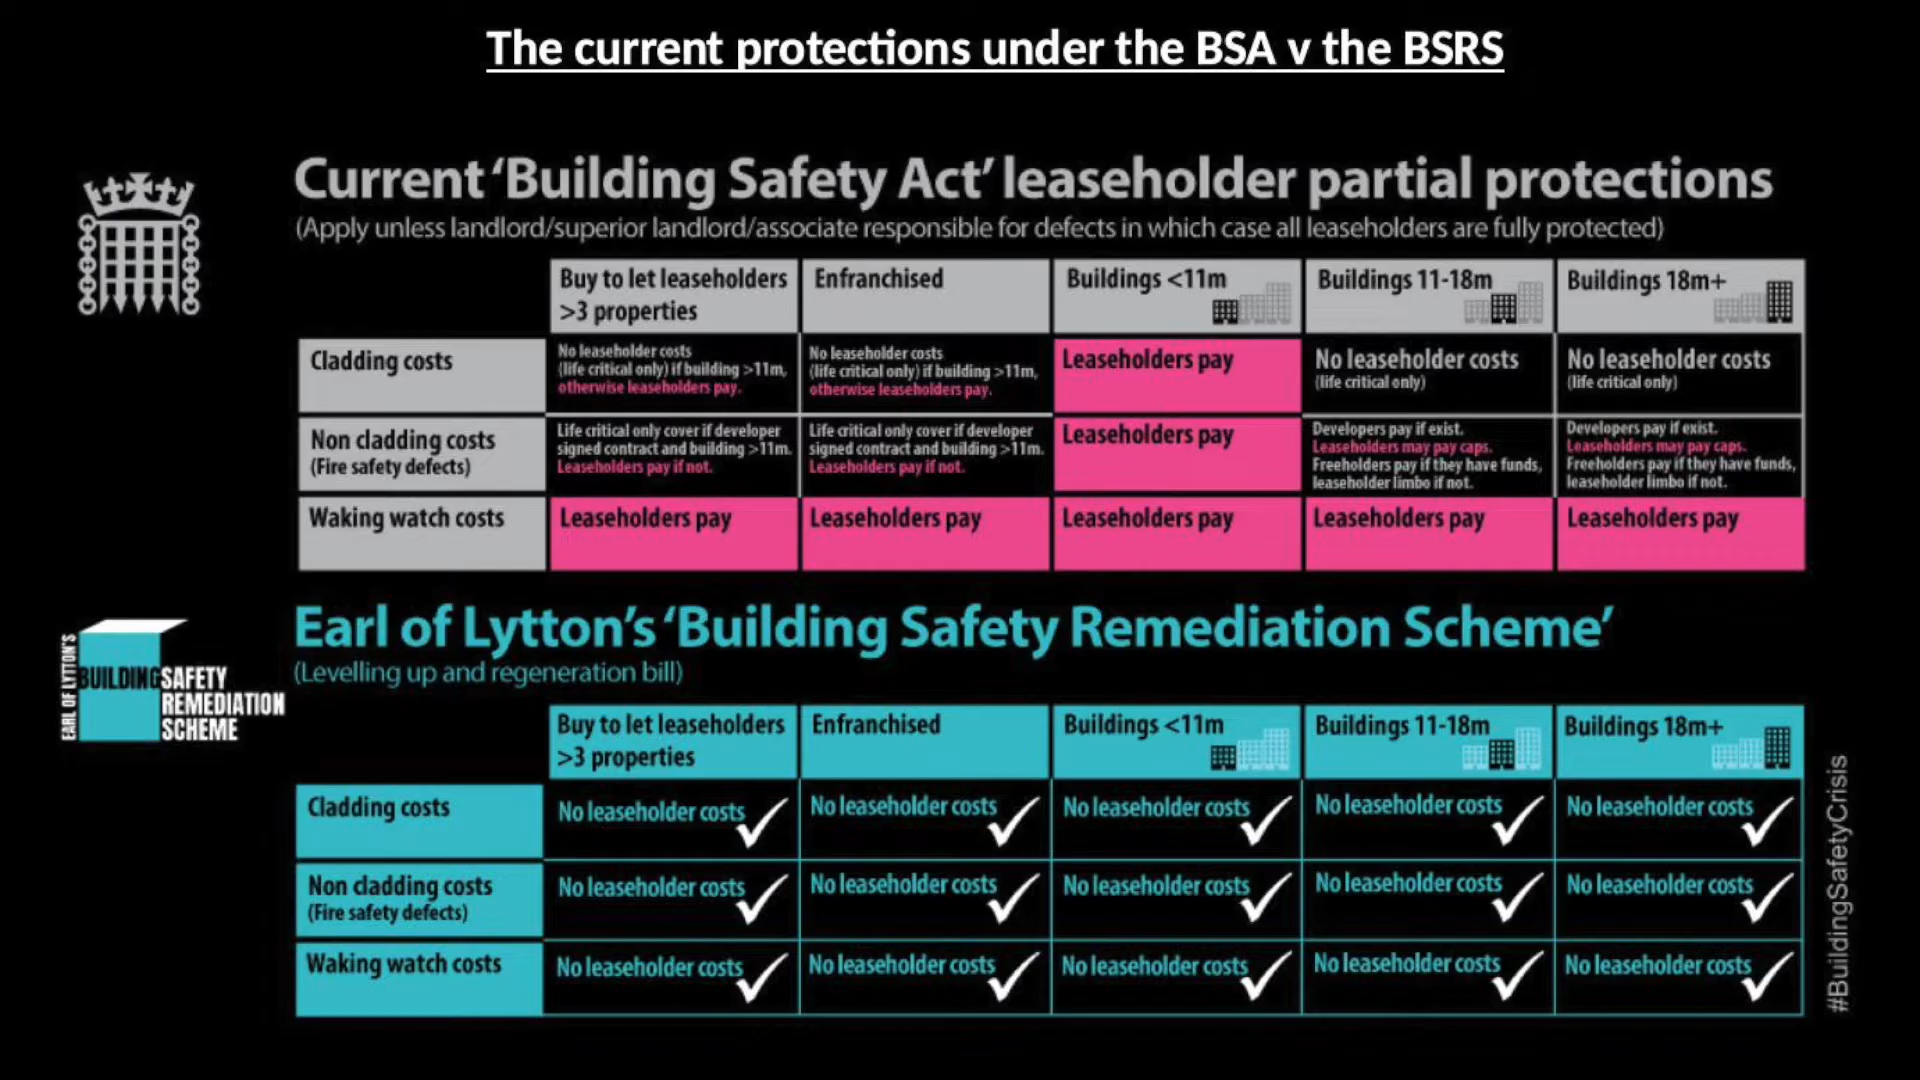 The current protections under the BSA v the BSRS
Current ‘Building Safety Act’ leaseholder partial protections
(Apply unless landlord/superior landlord/associate responsible for defects in which case all leaseholders are fully protected)
Buy to let leaseholders
>3 properties
Enfranchised
Buildings <11m
Buildings 11-18m
Buildings 18m+
Cladding costs
No leaseholder costs
(life critical only) if building >11m,
otherwise leaseholders pay.
No leaseholder costs
(life critical only) if building >11m,
otherwise leaseholders pay.
Leaseholders pay
No leaseholder costs
(life critical only)
No leaseholder costs
(life critical only)
Non cladding costs
(Fire safety defects)
Life critical only cover if developer
signed contract and building >11m.
Leaseholders pay if not.
Life critical only cover if developer
signed contract and building >11m.
Leaseholders pay if not.
Leaseholders pay
Developers pay if exist.
Leaseholders may pay caps.
Freeholders pay if they have funds,
leaseholder limbo if not.
Developers pay if exist.
Leaseholders may pay caps.
Freeholders pay if they have funds,
leaseholder limbo if not.
Waking watch costs
Leaseholders pay
Leaseholders pay
Leaseholders pay
Leaseholders pay
Leaseholders pay
EARL OF LYTTON'S
BUILDING SAFETY
REMEDIATION
SCHEME
Earl of Lytton’s ‘Building Safety Remediation Scheme’
(Levelling up and regeneration bill)
Buy to let leaseholders
>3 properties
Enfranchised
Buildings <11m
Buildings 11-18m
Buildings 18m+
Cladding costs
No leaseholder costs
No leaseholder costs
No leaseholder costs
No leaseholder costs
No leaseholder costs
Non cladding costs
(Fire safety defects)
No leaseholder costs
No leaseholder costs
No leaseholder costs
No leaseholder costs
No leaseholder costs
Waking watch costs
No leaseholder costs
No leaseholder costs
No leaseholder costs
No leaseholder costs
No leaseholder costs
#BuildingSafetyCrisis